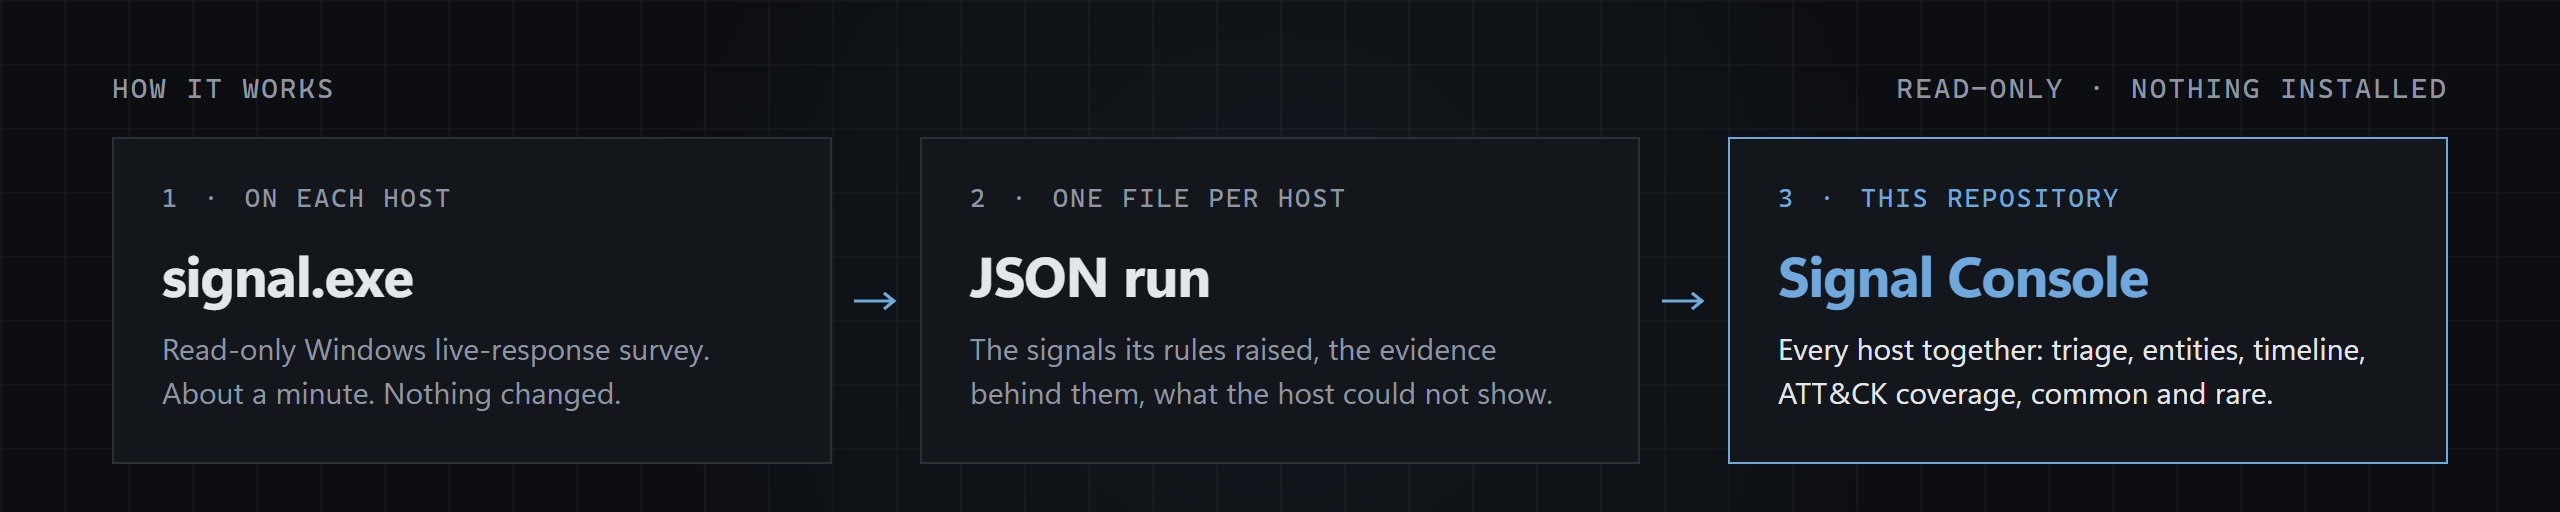 HOW IT WORKS
READ-ONLY · NOTHING INSTALLED
1 · ON EACH HOST
signal.exe
Read-only Windows live-response survey.
About a minute. Nothing changed.
2 · ONE FILE PER HOST
JSON run
The signals its rules raised, the evidence
behind them, what the host could not show.
3 · THIS REPOSITORY
Signal Console
Every host together: triage, entities, timeline,
ATT&CK coverage, common and rare.